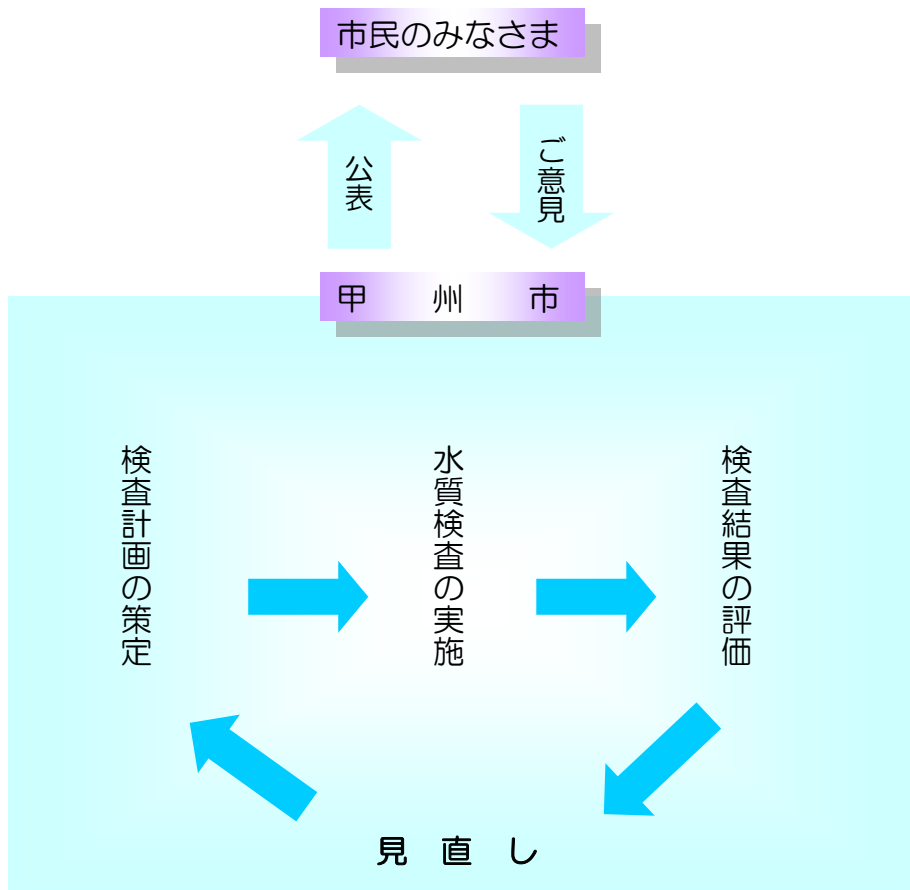 市民のみなさま
公表
ご意見
甲州市
検査計画の策定
水質検査の実施
検査結果の評価
見直し